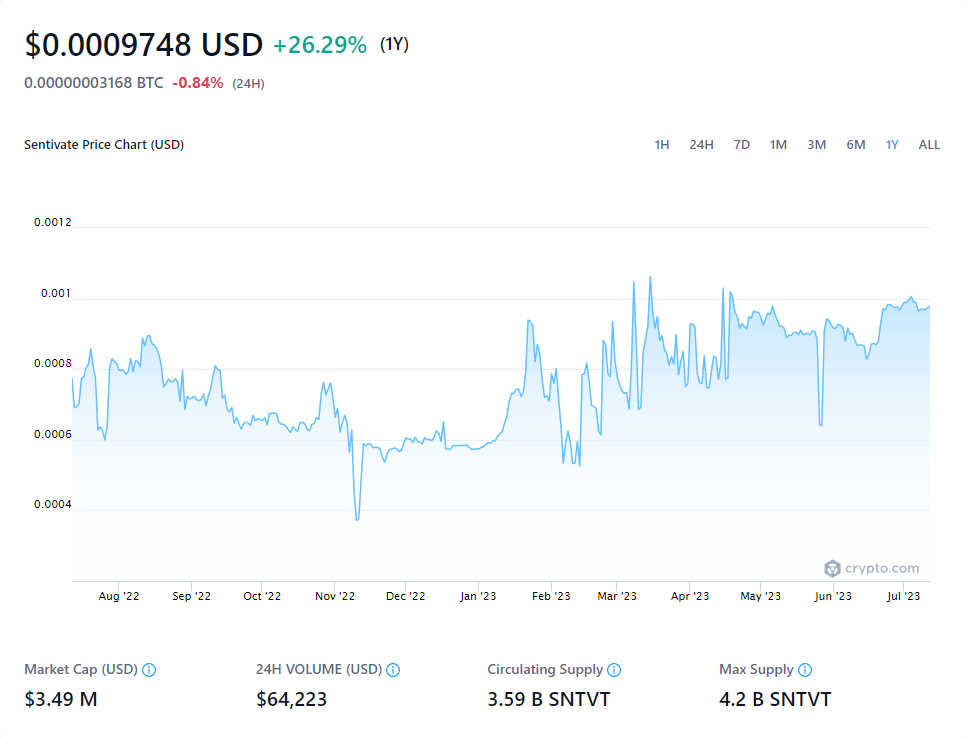 $0.0009748 USD +26.29% (1Y)
0.00000003168 BTC -0.84% (24H)
Sentivate Price Chart (USD) 1H 24H 7D 1M 3M 6M 1Y ALL
0.0012
0.001
0.0008
0.0006
0.0004
crypto.com
Aug '22 Sep '22 Oct '22 Nov '22 Dec '22 Jan '23 Feb '23 Mar '23 Apr '23 May '23 Jun '23 Jul '23
Market Cap (USD) 24H VOLUME (USD) Circulating Supply Max Supply
$3.49 M $64,223 3.59 B SNTVT 4.2 B SNTVT